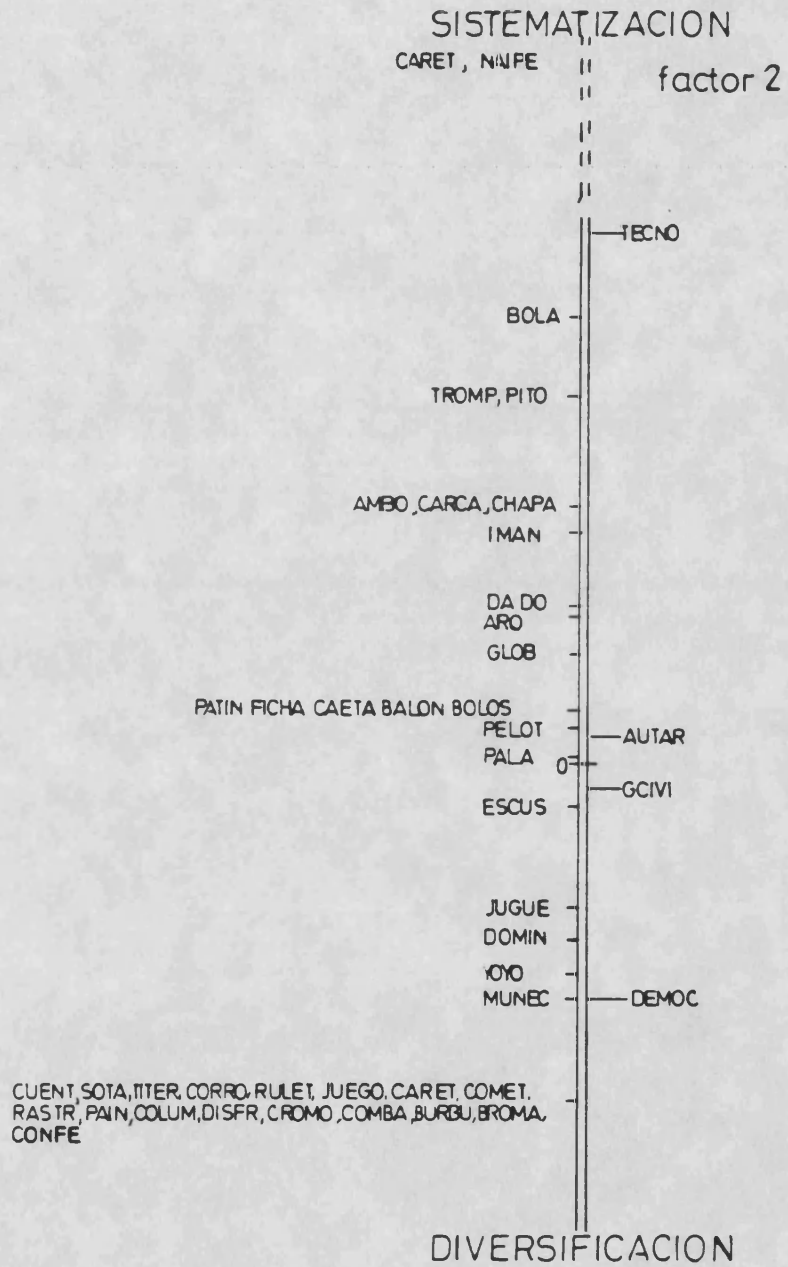 SISTEMATIZACION
CARET, NAIPE
factor 2
TECNO
BOLA
TROMP, PITO
AMBO, CARCA, CHAPA
IMAN
DADO
ARO
GLOB
PATIN FICHA CAETA BALON BOLOS
PELOT
AUTAR
PALA
0
GCIVI
ESCUS
JUGUE
DOMIN
YOYO
MUNEC
DEMOC
CUENT, SOTA, TITER, CORRO, RULET, JUEGO, CARET, COMET,
RASTR, PAIN, COLUM, DISFR, CROMO, COMBA, BURBU, BROMA,
CONFE
DIVERSIFICACION